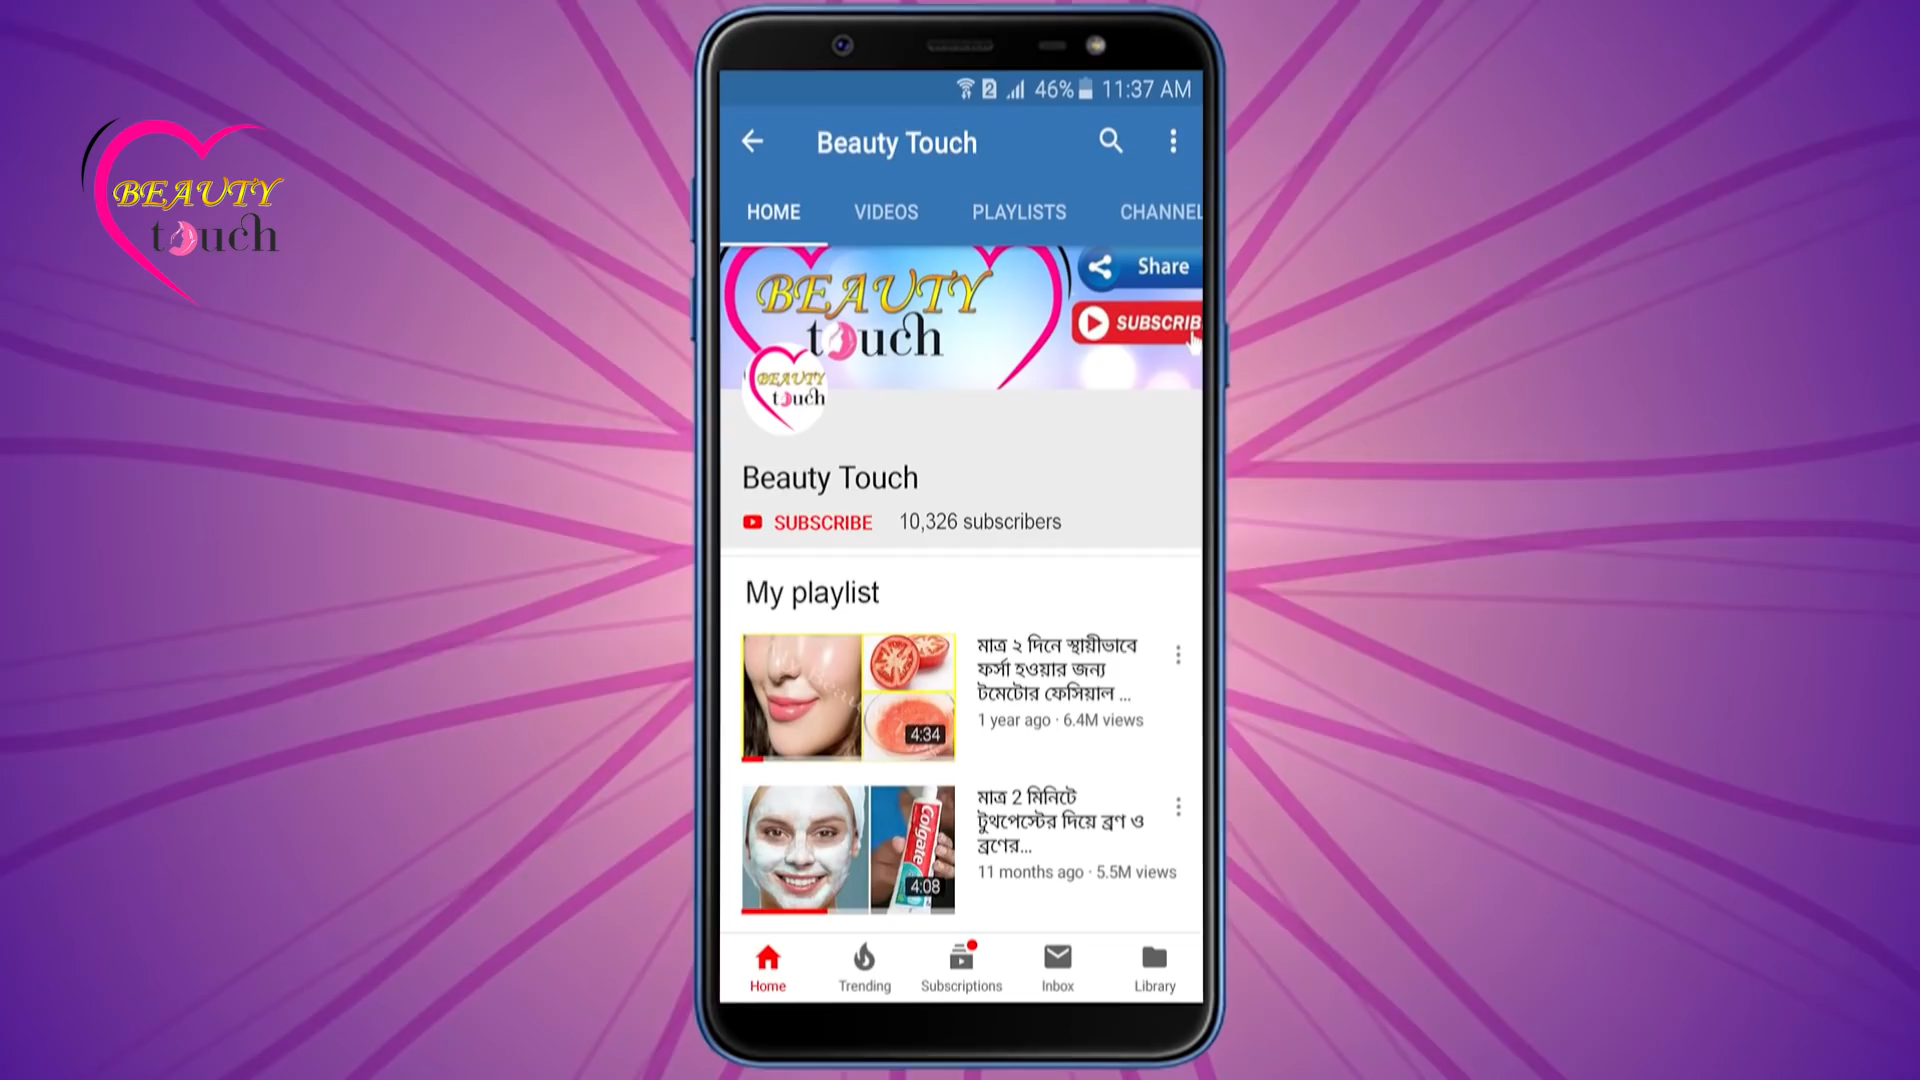 BEAUTY
touch
46% 11:37 AM
Beauty Touch
HOME VIDEOS PLAYLISTS CHANNEL
BEAUTY
touch
Share
SUBSCRIB
BEAUTY
touch
Beauty Touch
SUBSCRIBE 10,326 subscribers
My playlist
মাত্র ২ দিনে স্থায়ীভাবে
ফর্সা হওয়ার জন্য
টমেটোর ফেসিয়াল ...
1 year ago · 6.4M views
4:34
মাত্র 2 মিনিটে
টুথপেস্টের দিয়ে ব্রণ ও
ব্রণের...
11 months ago · 5.5M views
Colgate
4:08
Home Trending Subscriptions Inbox Library